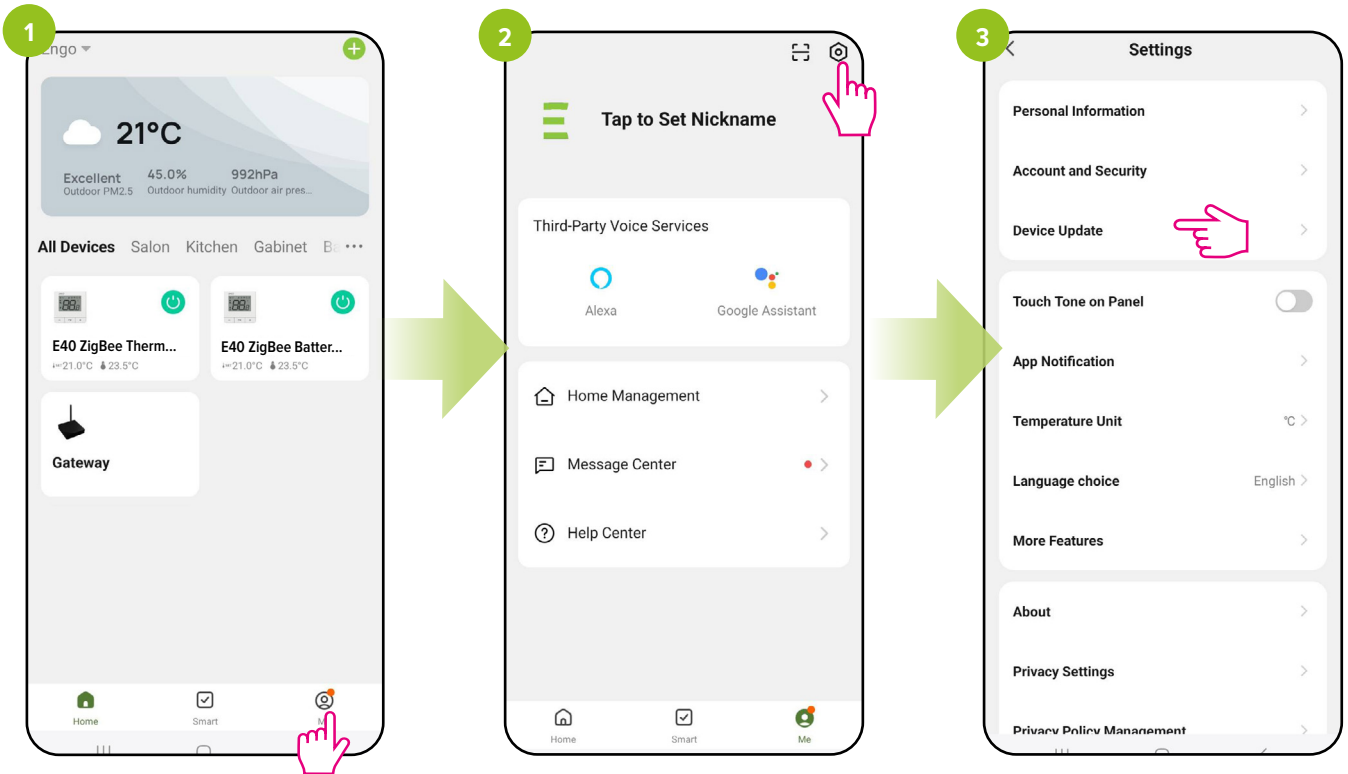 1
Engo
21°C
Excellent 45.0% 992hPa
Outdoor PM2.5 Outdoor humidity Outdoor air pres...
All Devices Salon Kitchen Gabinet
E40 ZigBee Therm...
21.0°C 23.5°C
E40 ZigBee Batter...
21.0°C 23.5°C
Gateway
Home Smart
2
Tap to Set Nickname
Third-Party Voice Services
Alexa Google Assistant
Home Management
Message Center
Help Center
Home Smart Me
3
Settings
Personal Information
Account and Security
Device Update
Touch Tone on Panel
App Notification
Temperature Unit °C
Language choice English
More Features
About
Privacy Settings
Privacy Policy Management